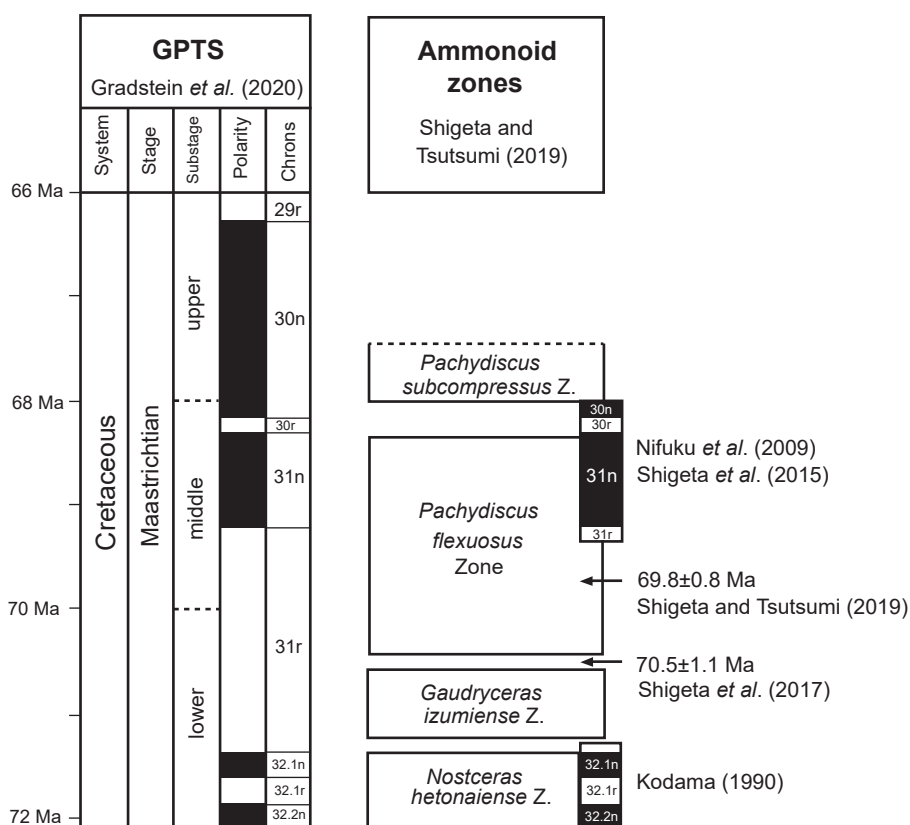 GPTS
Gradstein et al. (2020)
System
Stage
Substage
Polarity
Chrons
Ammonoid
zones
Shigeta and
Tsutsumi (2019)
66 Ma
68 Ma
70 Ma
72 Ma
Cretaceous
Maastrichtian
upper
middle
lower
29r
30n
30r
31n
31r
32.1n
32.1r
32.2n
Pachydiscus
subcompressus Z.
Pachydiscus
flexuosus
Zone
Gaudryceras
izumiense Z.
Nostceras
hetonaiense Z.
30n
30r
31n
31r
32.1n
32.1r
32.2n
Nifuku et al. (2009)
Shigeta et al. (2015)
69.8±0.8 Ma
Shigeta and Tsutsumi (2019)
70.5±1.1 Ma
Shigeta et al. (2017)
Kodama (1990)